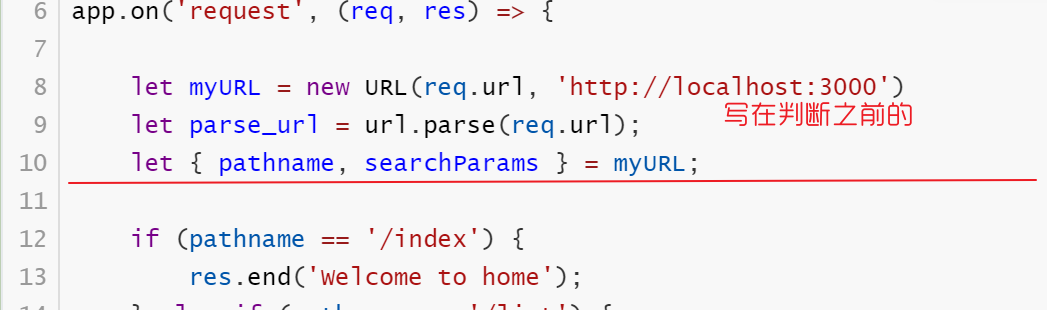 6 app.on('request', (req, res) => {
7
8 let myURL = new URL(req.url, 'http://localhost:3000')
写在判断之前的
9 let parse_url = url.parse(req.url);
10 let { pathname, searchParams } = myURL;
11
12 if (pathname == '/index') {
13 res.end('welcome to home');